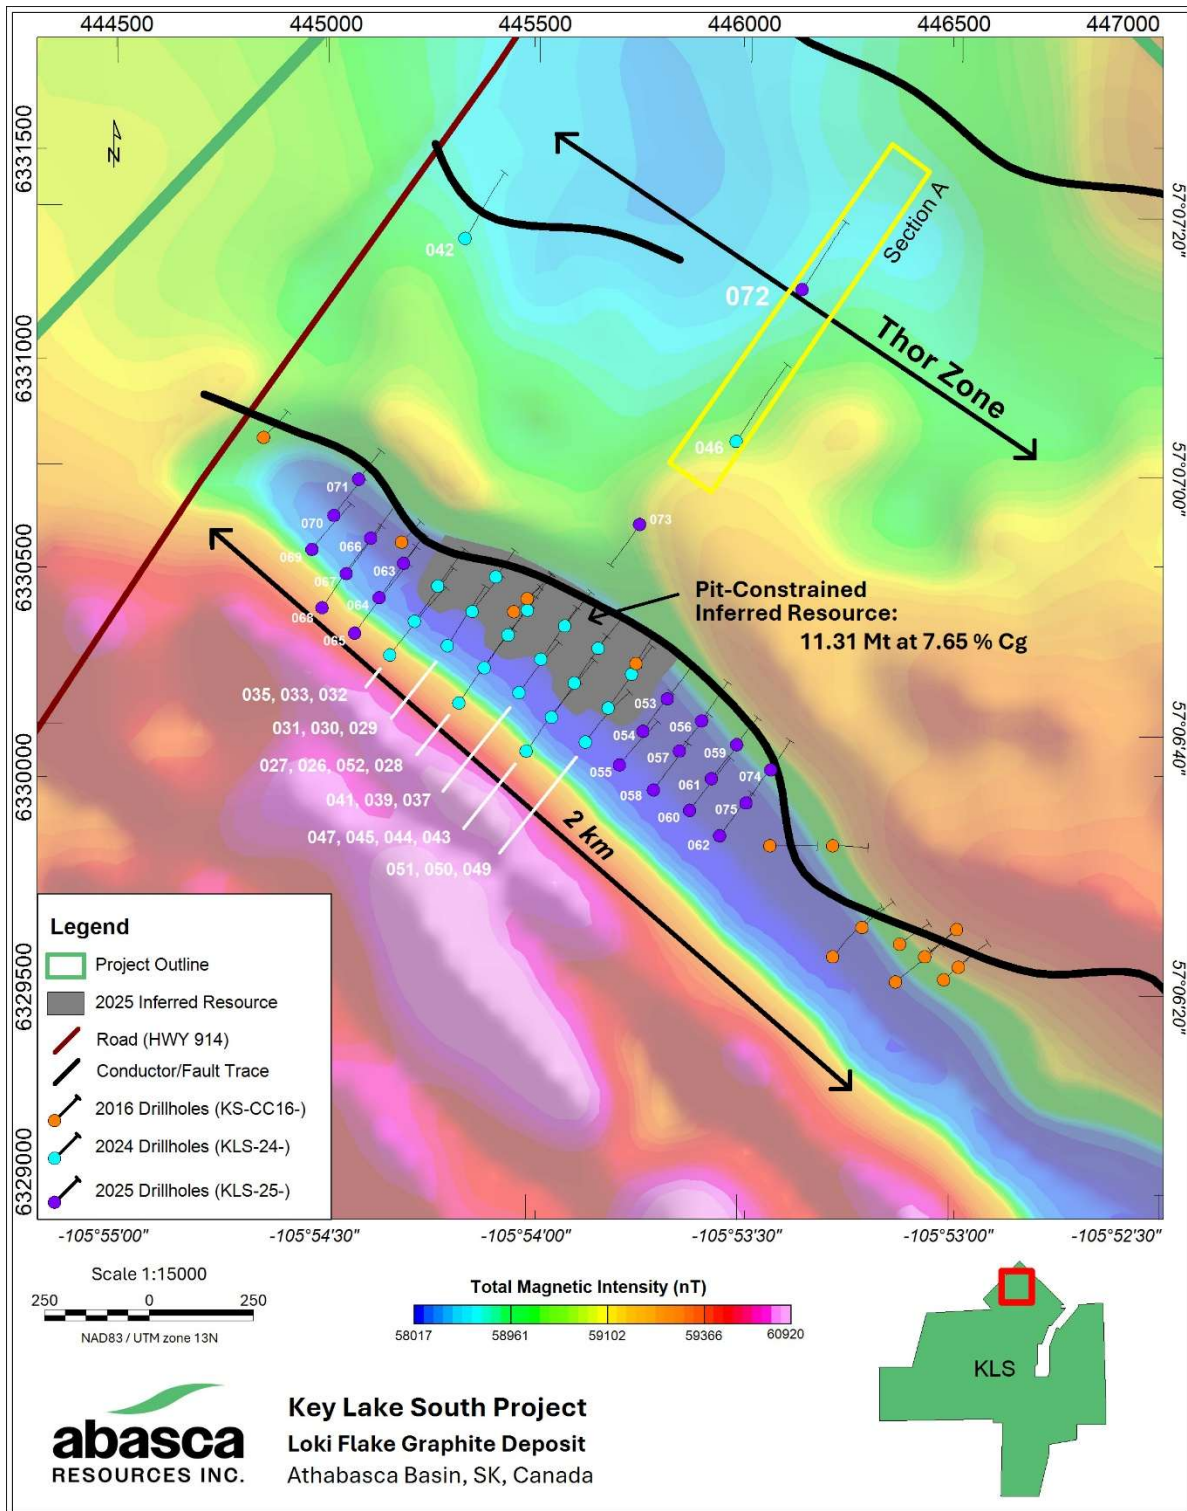 444500 445000 445500 446000 446500 447000
6331500
6331000
6330500
6330000
6329500
6329000
57°07'20"
57°07'00"
57°06'40"
57°06'20"
N
042
Section A
072
Thor Zone
046
073
071
070
069
066
067
068
063
064
065
Pit-Constrained
Inferred Resource:
11.31 Mt at 7.65 % Cg
053
054
055
056
057
058
059
061
060
074
075
062
035, 033, 032
031, 030, 029
027, 026, 052, 028
041, 039, 037
047, 045, 044, 043
051, 050, 049
2 km
Legend
Project Outline
2025 Inferred Resource
Road (HWY 914)
Conductor/Fault Trace
2016 Drillholes (KS-CC16-)
2024 Drillholes (KLS-24-)
2025 Drillholes (KLS-25-)
-105°55'00" -105°54'30" -105°54'00" -105°53'30" -105°53'00" -105°52'30"
Scale 1:15000
250 0 250
NAD83 / UTM zone 13N
Total Magnetic Intensity (nT)
58017 58961 59102 59366 60920
KLS
abasca
RESOURCES INC.
Key Lake South Project
Loki Flake Graphite Deposit
Athabasca Basin, SK, Canada